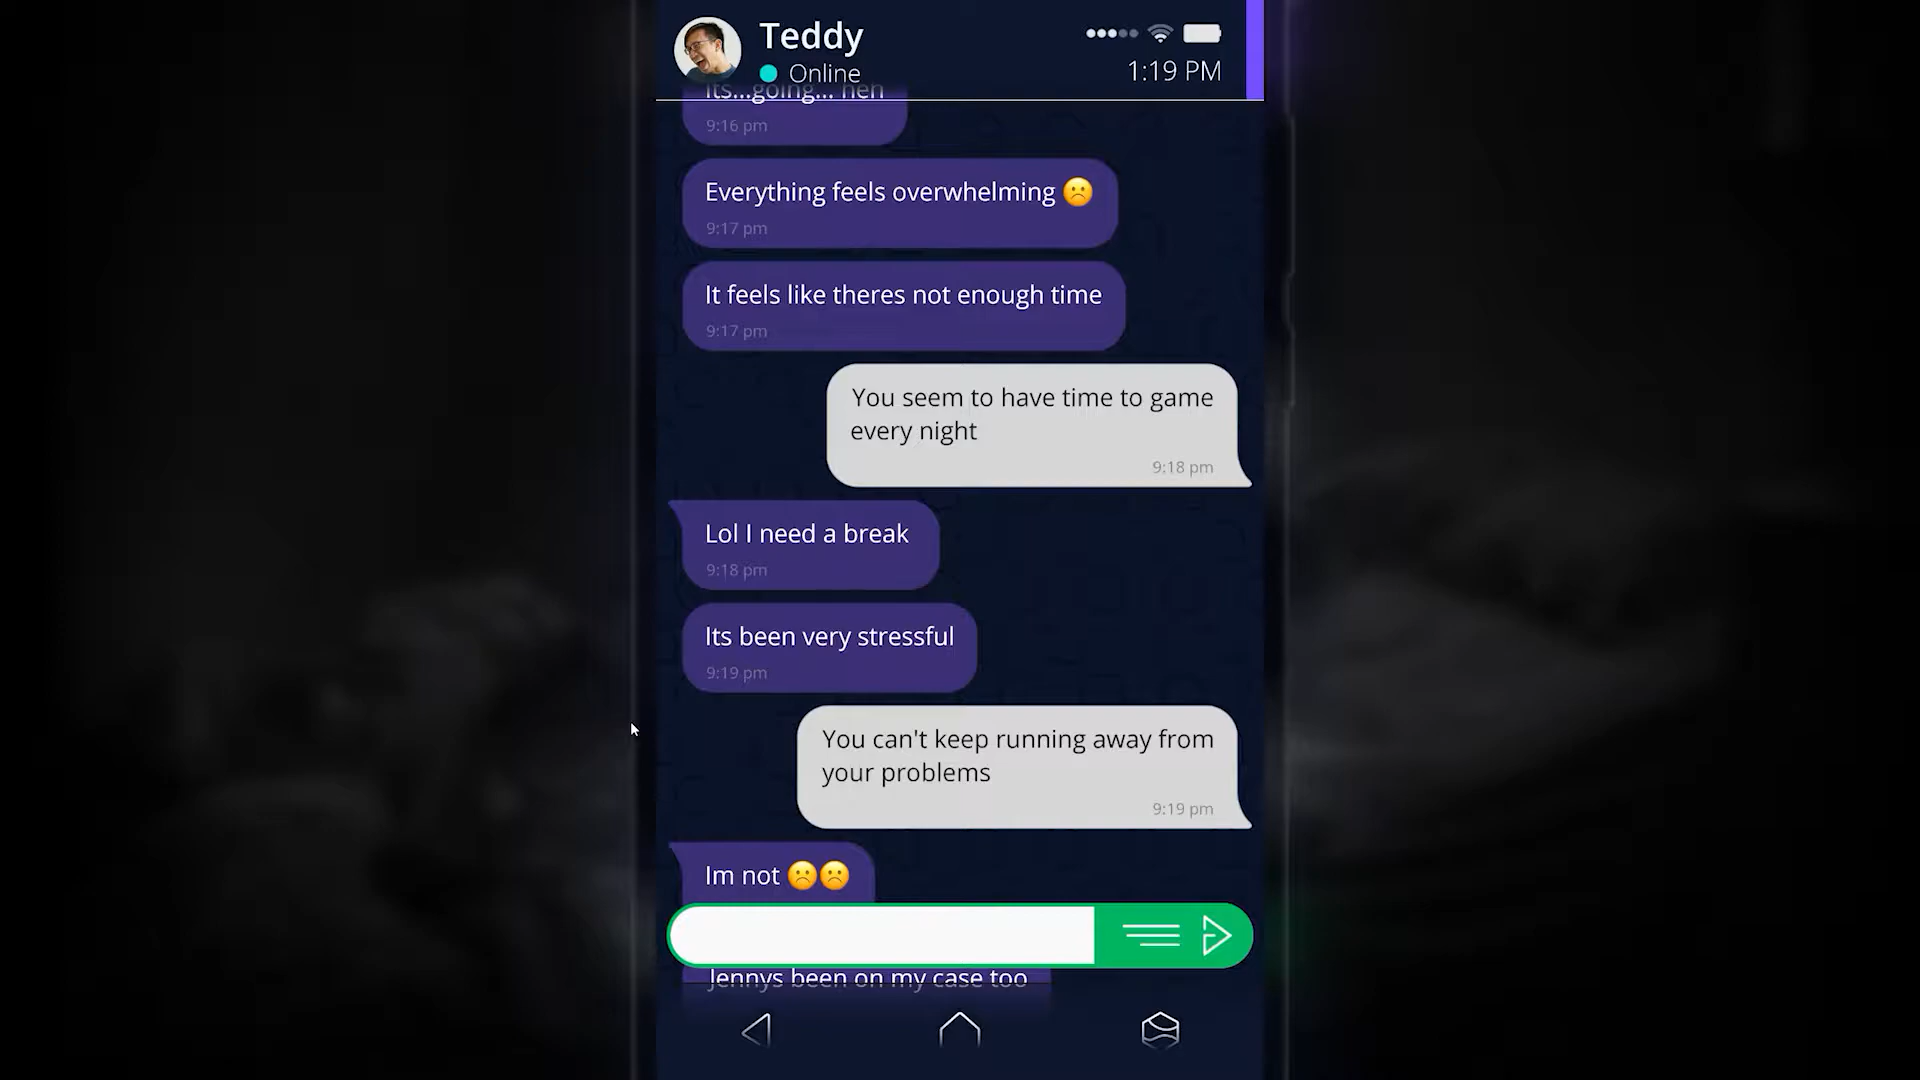 Teddy
Online
1:19 PM
Its...going... heh
9:16 pm
Everything feels overwhelming ☹️
9:17 pm
It feels like theres not enough time
9:17 pm
You seem to have time to game
every night
9:18 pm
Lol I need a break
9:18 pm
Its been very stressful
9:19 pm
You can't keep running away from
your problems
9:19 pm
Im not ☹️☹️
Jennys been on my case too